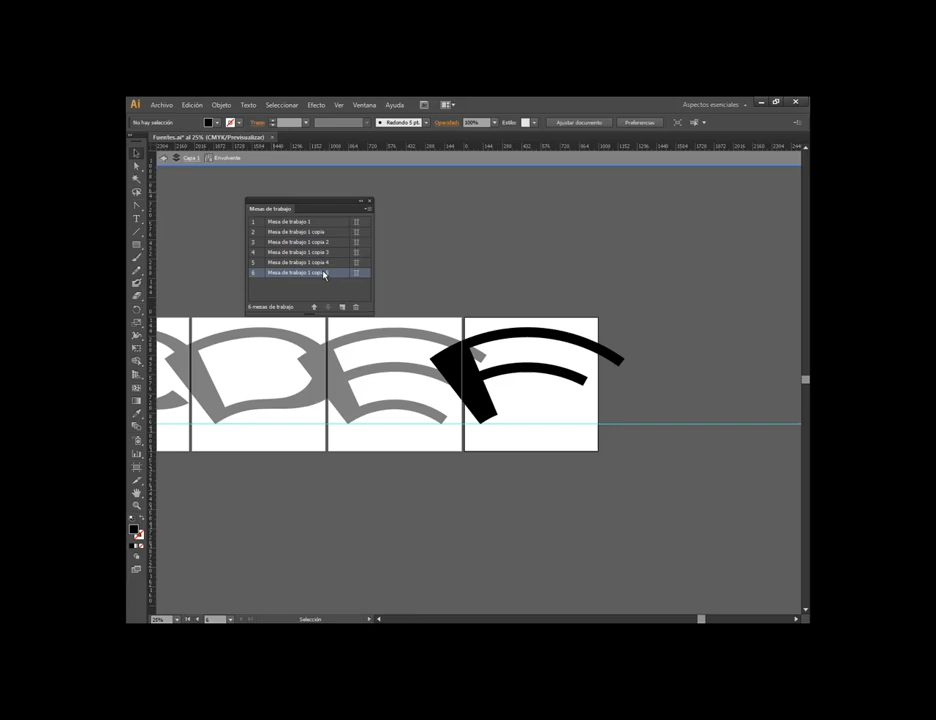 Ai Archivo Edición Objeto Texto Seleccionar Efecto Ver Ventana Ayuda Aspectos esenciales
No hay selección Trazo: Redondo 5 pt. Opacidad: 100% Estilo: Ajustar documento Preferencias
Fuentes.ai* al 25% (CMYK/Previsualizar) ×
Capa 1 Envolvente
Mesas de trabajo
1 Mesa de trabajo 1
2 Mesa de trabajo 1 copia
3 Mesa de trabajo 1 copia 2
4 Mesa de trabajo 1 copia 3
5 Mesa de trabajo 1 copia 4
6 Mesa de trabajo 1 copia 5
6 mesas de trabajo
D E F
25% 6 Selección